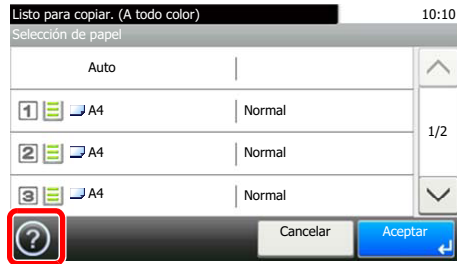 Listo para copiar. (A todo color) 10:10
Selección de papel
Auto
1 A4 Normal
1/2
2 A4 Normal
3 A4 Normal
? Cancelar Aceptar